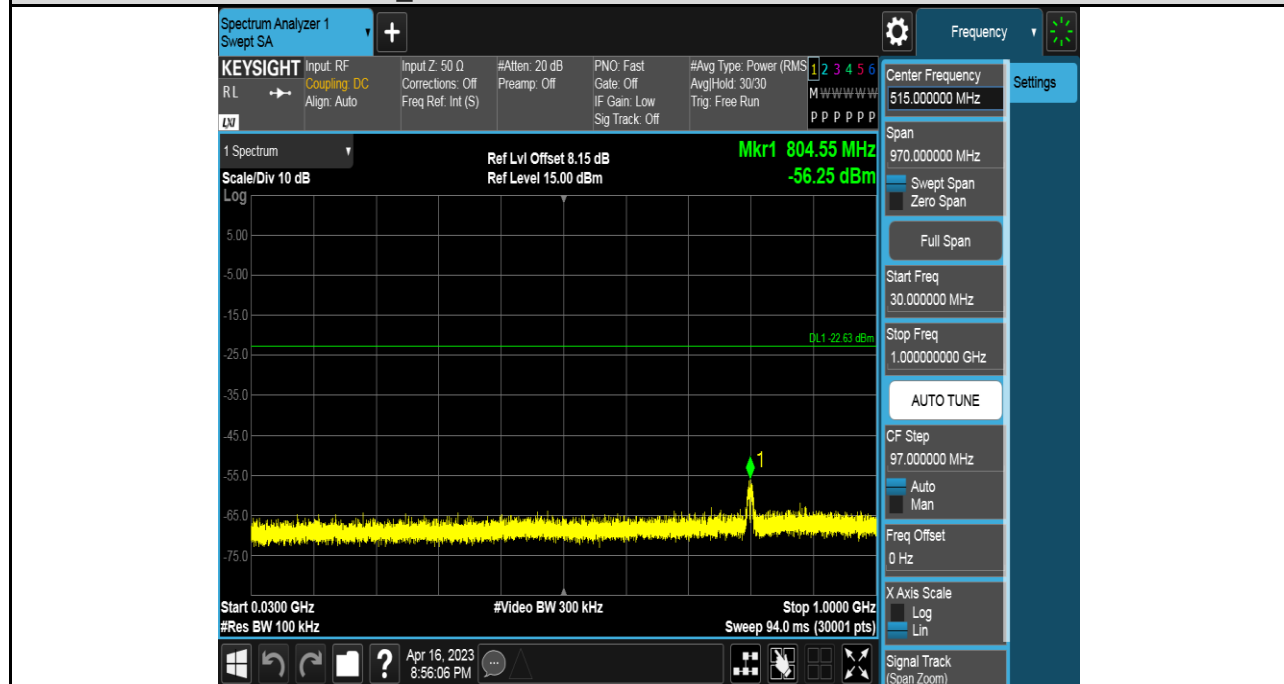 Spectrum Analyzer 1
Swept SA
+
Frequency
KEYSIGHT
RL
LXI
Input: RF
Coupling: DC
Align: Auto
Input Z: 50 Ω
Corrections: Off
Freq Ref: Int (S)
#Atten: 20 dB
Preamp: Off
PNO: Fast
Gate: Off
IF Gain: Low
Sig Track: Off
#Avg Type: Power (RMS
Avg|Hold: 30/30
Trig: Free Run
1 2 3 4 5 6
M W W W W W
P P P P P P
1 Spectrum
Scale/Div 10 dB
Ref Lvl Offset 8.15 dB
Ref Level 15.00 dBm
Mkr1 804.55 MHz
-56.25 dBm
Log
5.00
-5.00
-15.0
DL1 -22.63 dBm
-25.0
-35.0
-45.0
1
-55.0
-65.0
-75.0
Start 0.0300 GHz
#Video BW 300 kHz
Stop 1.0000 GHz
#Res BW 100 kHz
Sweep 94.0 ms (30001 pts)
?
Apr 16, 2023
8:56:06 PM
Center Frequency
515.000000 MHz
Settings
Span
970.000000 MHz
Swept Span
Zero Span
Full Span
Start Freq
30.000000 MHz
Stop Freq
1.000000000 GHz
AUTO TUNE
CF Step
97.000000 MHz
Auto
Man
Freq Offset
0 Hz
X Axis Scale
Log
Lin
Signal Track
(Span Zoom)